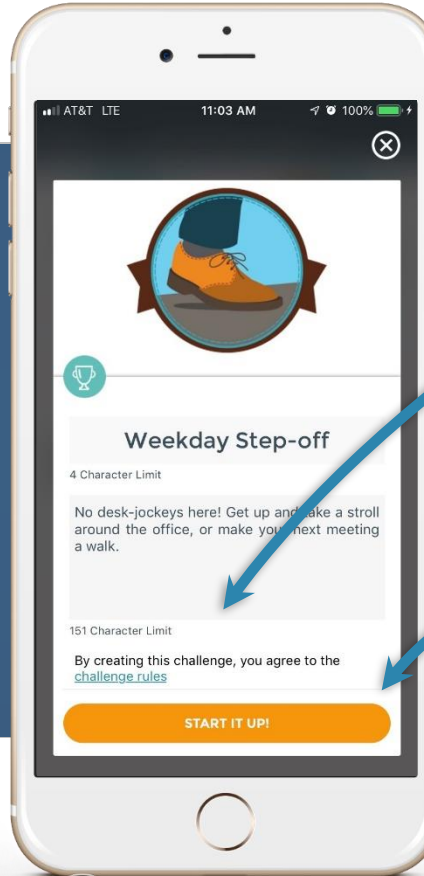 AT&T LTE 11:03 AM 100%
Weekday Step-off
4 Character Limit
No desk-jockeys here! Get up and take a stroll
around the office, or make your next meeting
a walk.
151 Character Limit
By creating this challenge, you agree to the
challenge rules
START IT UP!